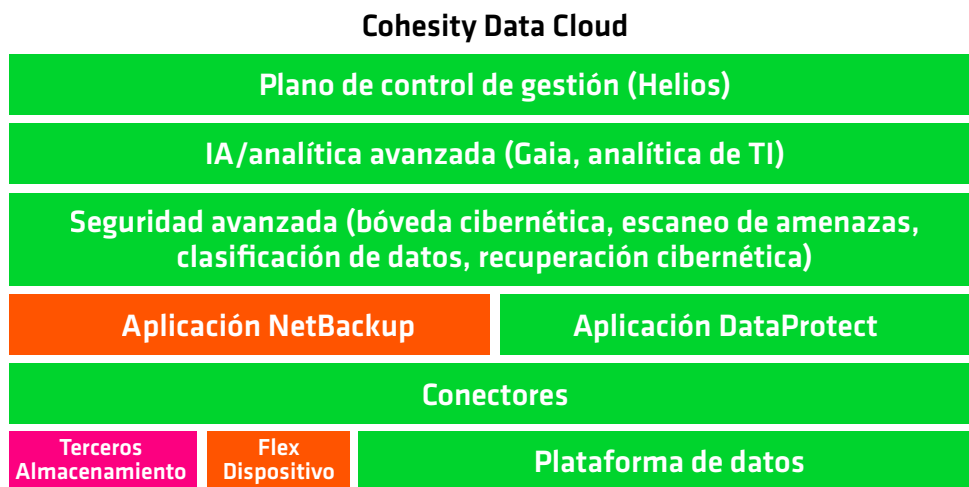 Cohesity Data Cloud
Plano de control de gestión (Helios)
IA/analítica avanzada (Gaia, analítica de TI)
Seguridad avanzada (bóveda cibernética, escaneo de amenazas,
clasificación de datos, recuperación cibernética)
Aplicación NetBackup
Aplicación DataProtect
Conectores
Terceros
Almacenamiento
Flex
Dispositivo
Plataforma de datos